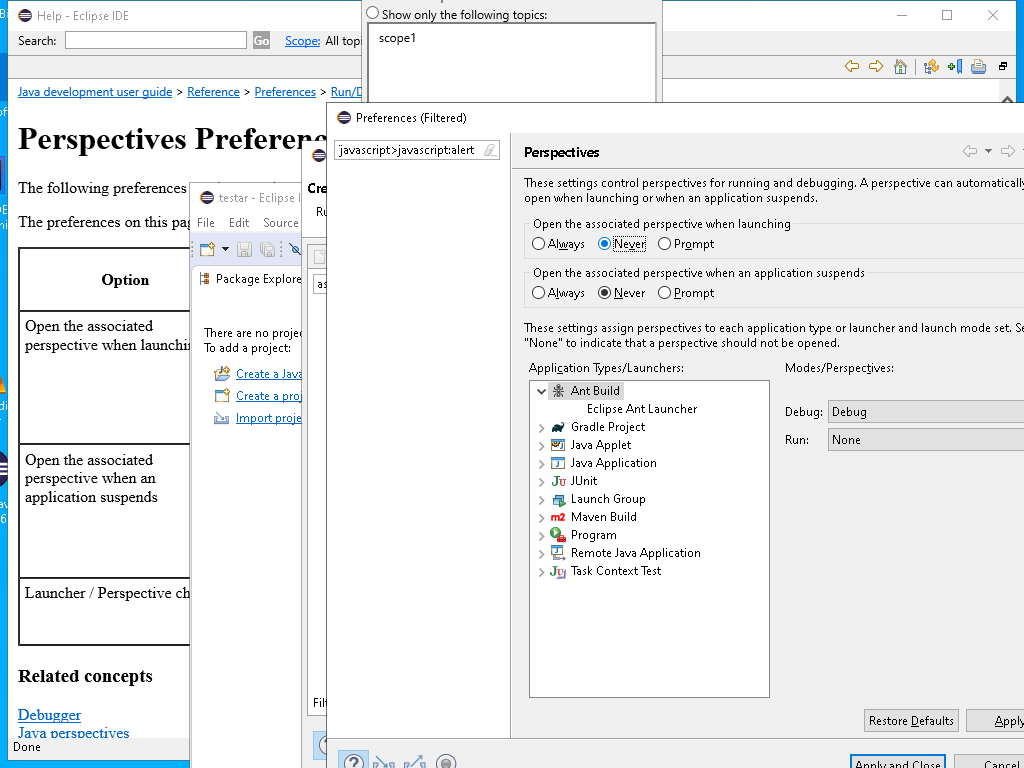 Help - Eclipse IDE
Show only the following topics:
Search:
Go
Scope:
All topi
scope1
Java development user guide > Reference > Preferences > Run/D
Perspectives Preferenc
The following preferences
The preferences on this pag
Option
Open the associated
perspective when launchin
Open the associated
perspective when an
application suspends
Launcher / Perspective ch
Related concepts
Debugger
Java perspectives
Done
testar - Eclipse I
File Edit Source
Package Explore
There are no projec
To add a project:
Create a Java
Create a proj
Import proje
Cre
Ru
as
Filt
Preferences (Filtered)
javascript>javascript:alert
Perspectives
These settings control perspectives for running and debugging. A perspective can automatically
open when launching or when an application suspends.
Open the associated perspective when launching
Always Never Prompt
Open the associated perspective when an application suspends
Always Never Prompt
These settings assign perspectives to each application type or launcher and launch mode set. Se
"None" to indicate that a perspective should not be opened.
Application Types/Launchers:
Modes/Perspectives:
Ant Build
Eclipse Ant Launcher
Gradle Project
Java Applet
Java Application
JUnit
Launch Group
Maven Build
Program
Remote Java Application
Task Context Test
Debug: Debug
Run: None
Restore Defaults
Apply
Apply and Close
Cancel